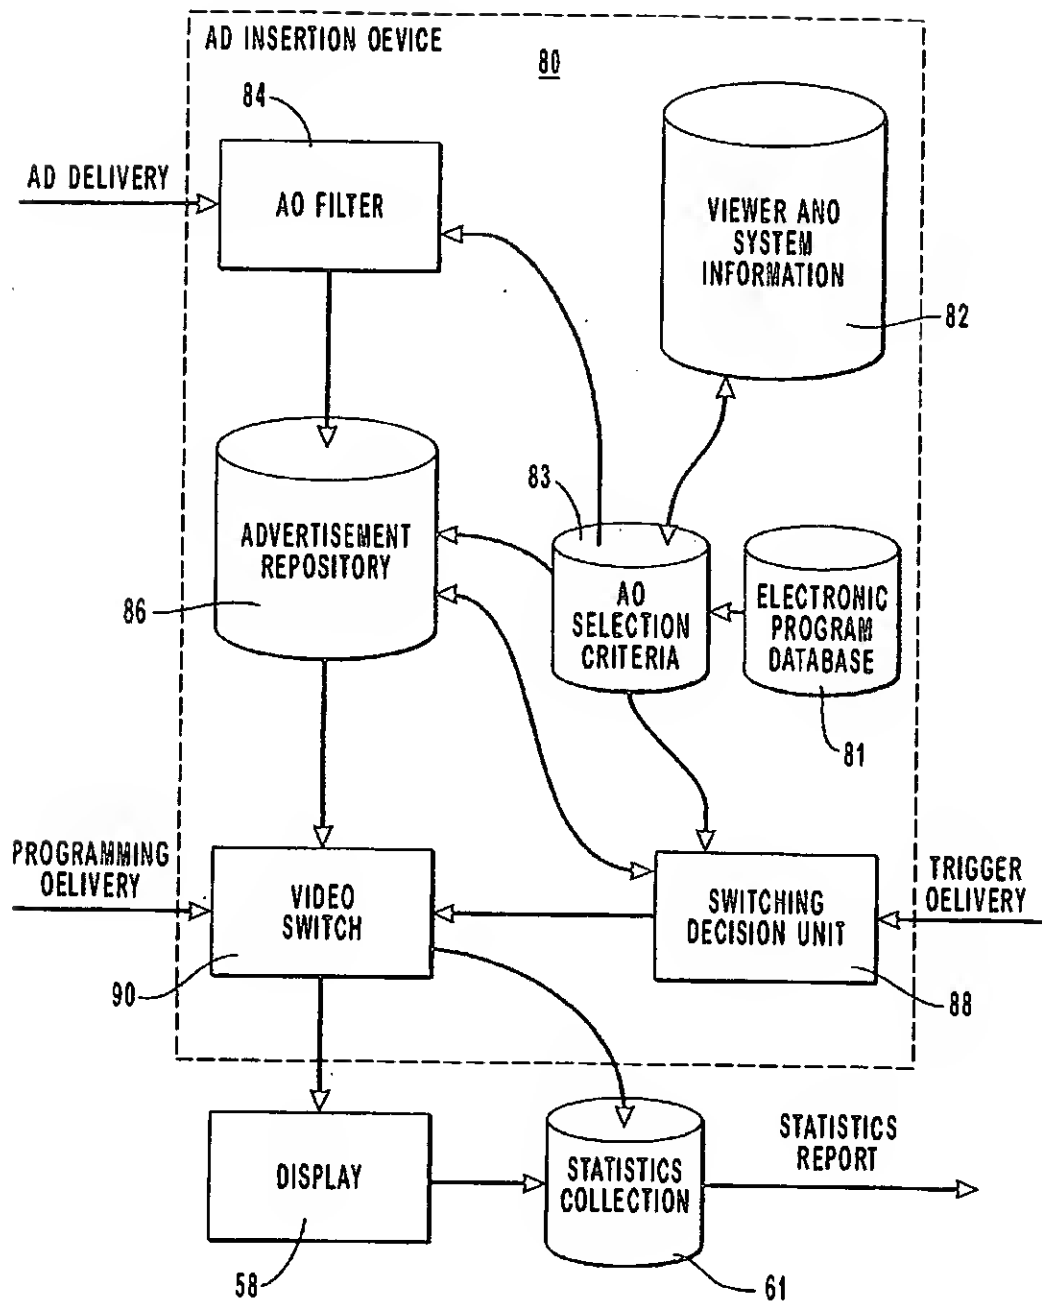 AD INSERTION OEVICE
80
84
AD DELIVERY
AO FILTER
VIEWER ANO
SYSTEM
INFORMATION
82
83
ADVERTISEMENT
REPOSITORY
86
AO
SELECTION
CRITERIA
ELECTRONIC
PROGRAM
DATABASE
81
PROGRAMMING
OELIVERY
VIDEO
SWITCH
90
SWITCHING
DECISION UNIT
88
TRIGGER
OELIVERY
DISPLAY
58
STATISTICS
COLLECTION
61
STATISTICS
REPORT